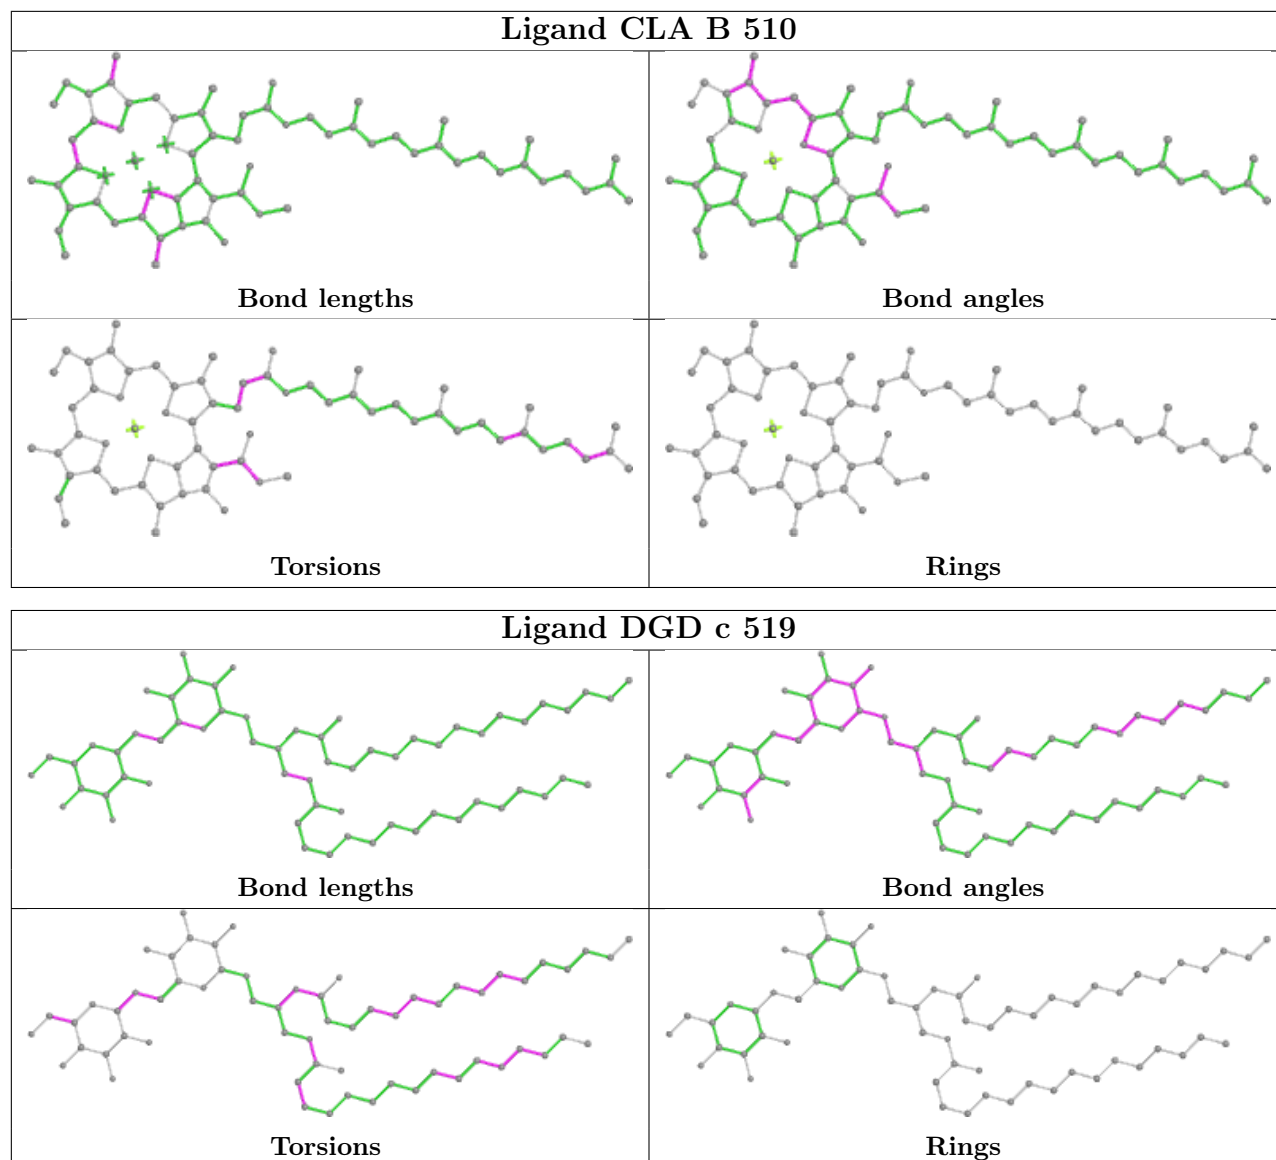 Ligand CLA B 510
Bond lengths
Bond angles
Torsions
Rings
Ligand DGD c 519
Bond lengths
Bond angles
Torsions
Rings